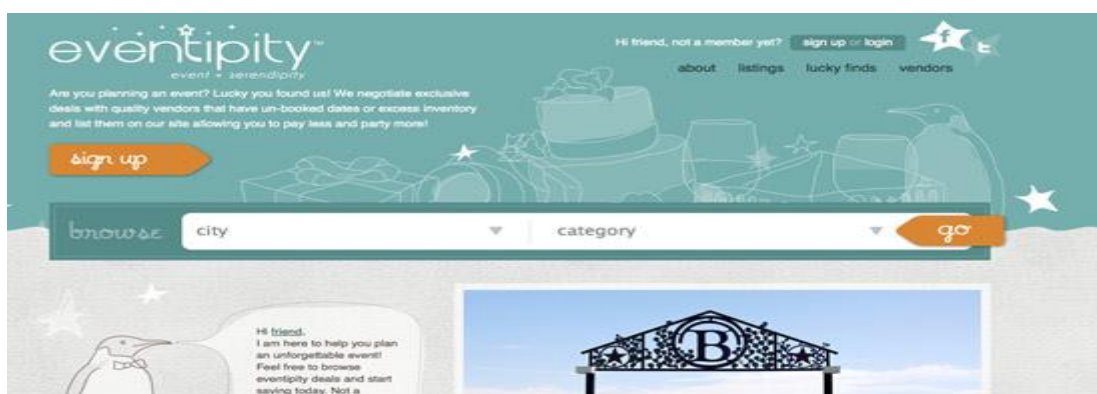 eventipity™
event + serendipity
Hi friend, not a member yet? sign up or login
f
t
about listings lucky finds vendors
Are you planning an event? Lucky you found us! We negotiate exclusive
deals with quality vendors that have un-booked dates or excess inventory
and list them on our site allowing you to pay less and party more!
sign up
browse city category go
Hi friend,
I am here to help you plan
an unforgettable event!
Feel free to browse
eventipity deals and start
saving today. Not a
B